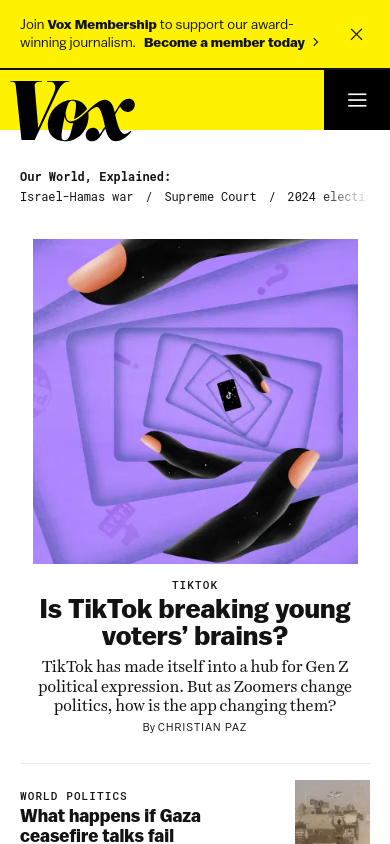 Join Vox Membership to support our award-
winning journalism. Become a member today
Vox
Our World, Explained:
Israel-Hamas war / Supreme Court / 2024 electi
TIKTOK
Is TikTok breaking young
voters’ brains?
TikTok has made itself into a hub for Gen Z
political expression. But as Zoomers change
politics, how is the app changing them?
By CHRISTIAN PAZ
WORLD POLITICS
What happens if Gaza
ceasefire talks fail